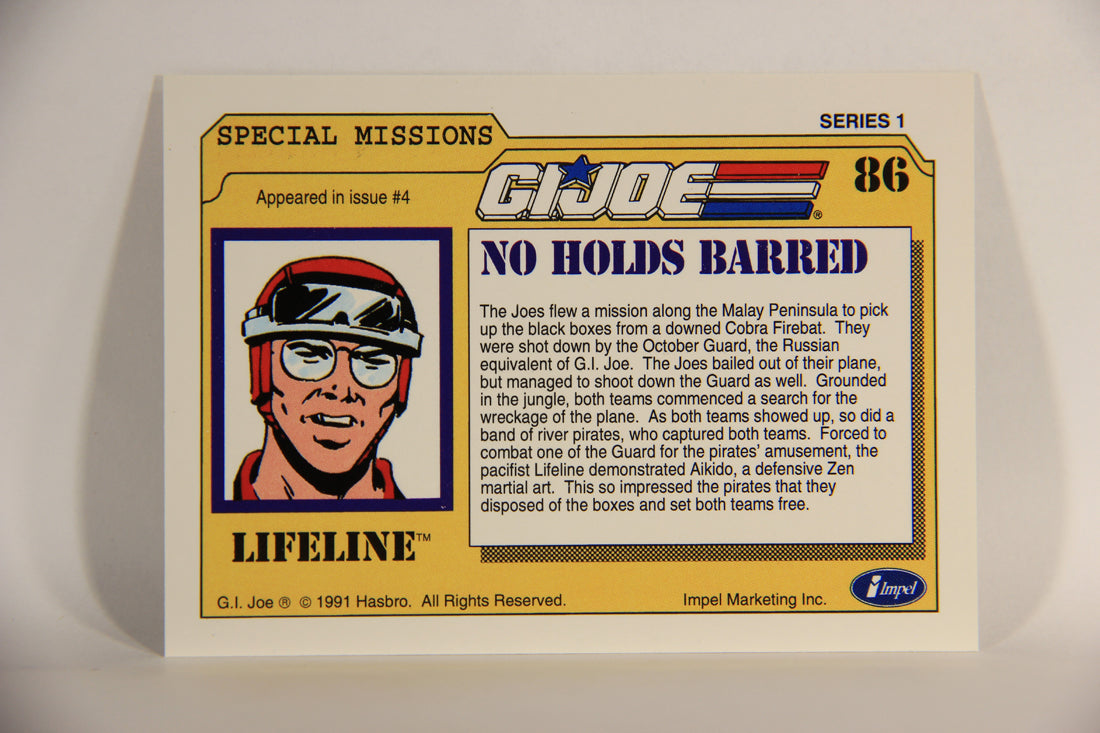 SERIES 1
SPECIAL MISSIONS
Appeared in issue #4
G.I.JOE®
86
NO HOLDS BARRED
The Joes flew a mission along the Malay Peninsula to pick
up the black boxes from a downed Cobra Firebat. They
were shot down by the October Guard, the Russian
equivalent of G.I. Joe. The Joes bailed out of their plane,
but managed to shoot down the Guard as well. Grounded
in the jungle, both teams commenced a search for the
wreckage of the plane. As both teams showed up, so did a
band of river pirates, who captured both teams. Forced to
combat one of the Guard for the pirates' amusement, the
pacifist Lifeline demonstrated Aikido, a defensive Zen
martial art. This so impressed the pirates that they
disposed of the boxes and set both teams free.
LIFELINE™
G.I. Joe ® © 1991 Hasbro. All Rights Reserved.
Impel Marketing Inc.
Impel